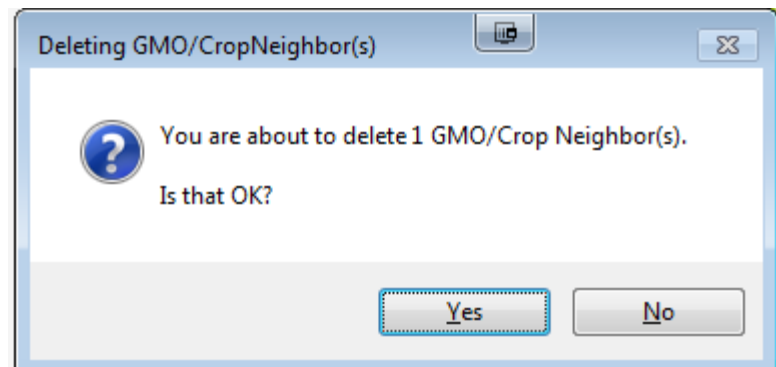 Deleting GMO/CropNeighbor(s)
You are about to delete 1 GMO/Crop Neighbor(s).
Is that OK?
Yes
No